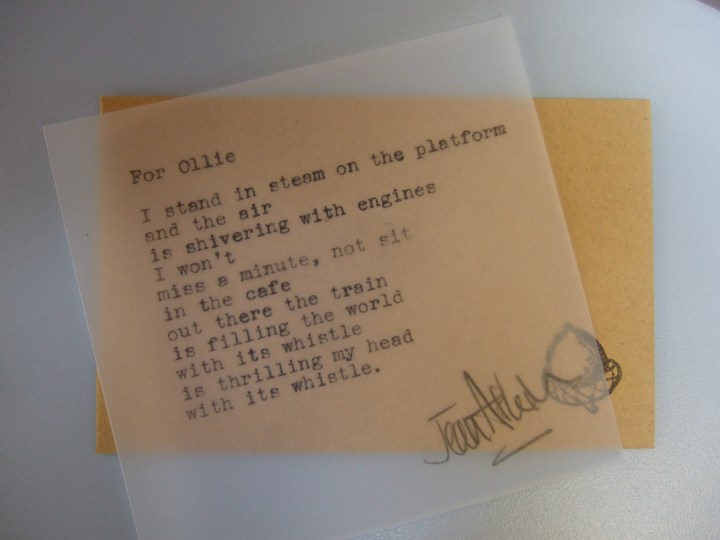 For Ollie
I stand in steam on the platform
and the air
is shivering with engines
I won't
miss a minute, not sit
in the cafe
out there the train
is filling the world
with its whistle
is thrilling my head
with its whistle.